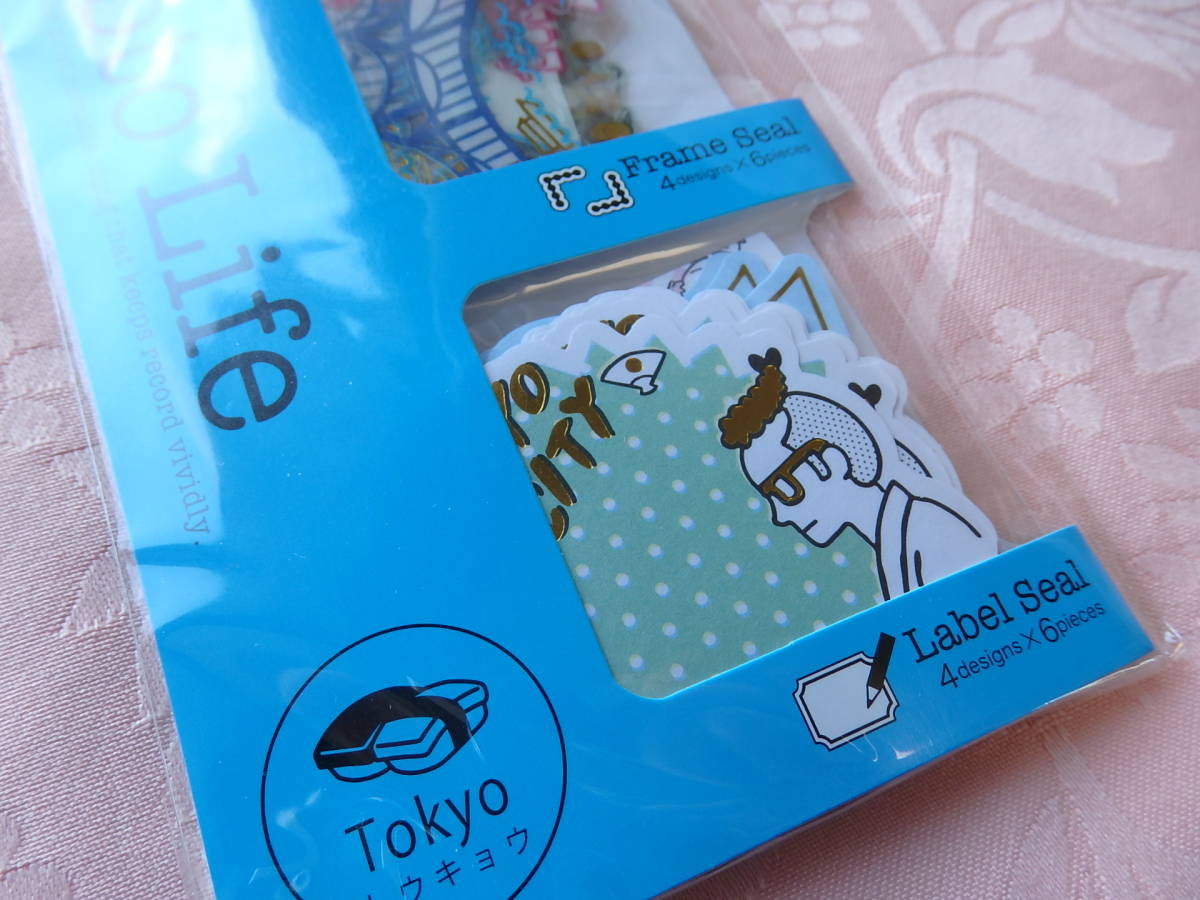 Life
that keeps record vividly.
Frame Seal
4designs×6pieces
CITY
Label Seal
4designs×6pieces
Tokyo
トウキョウ